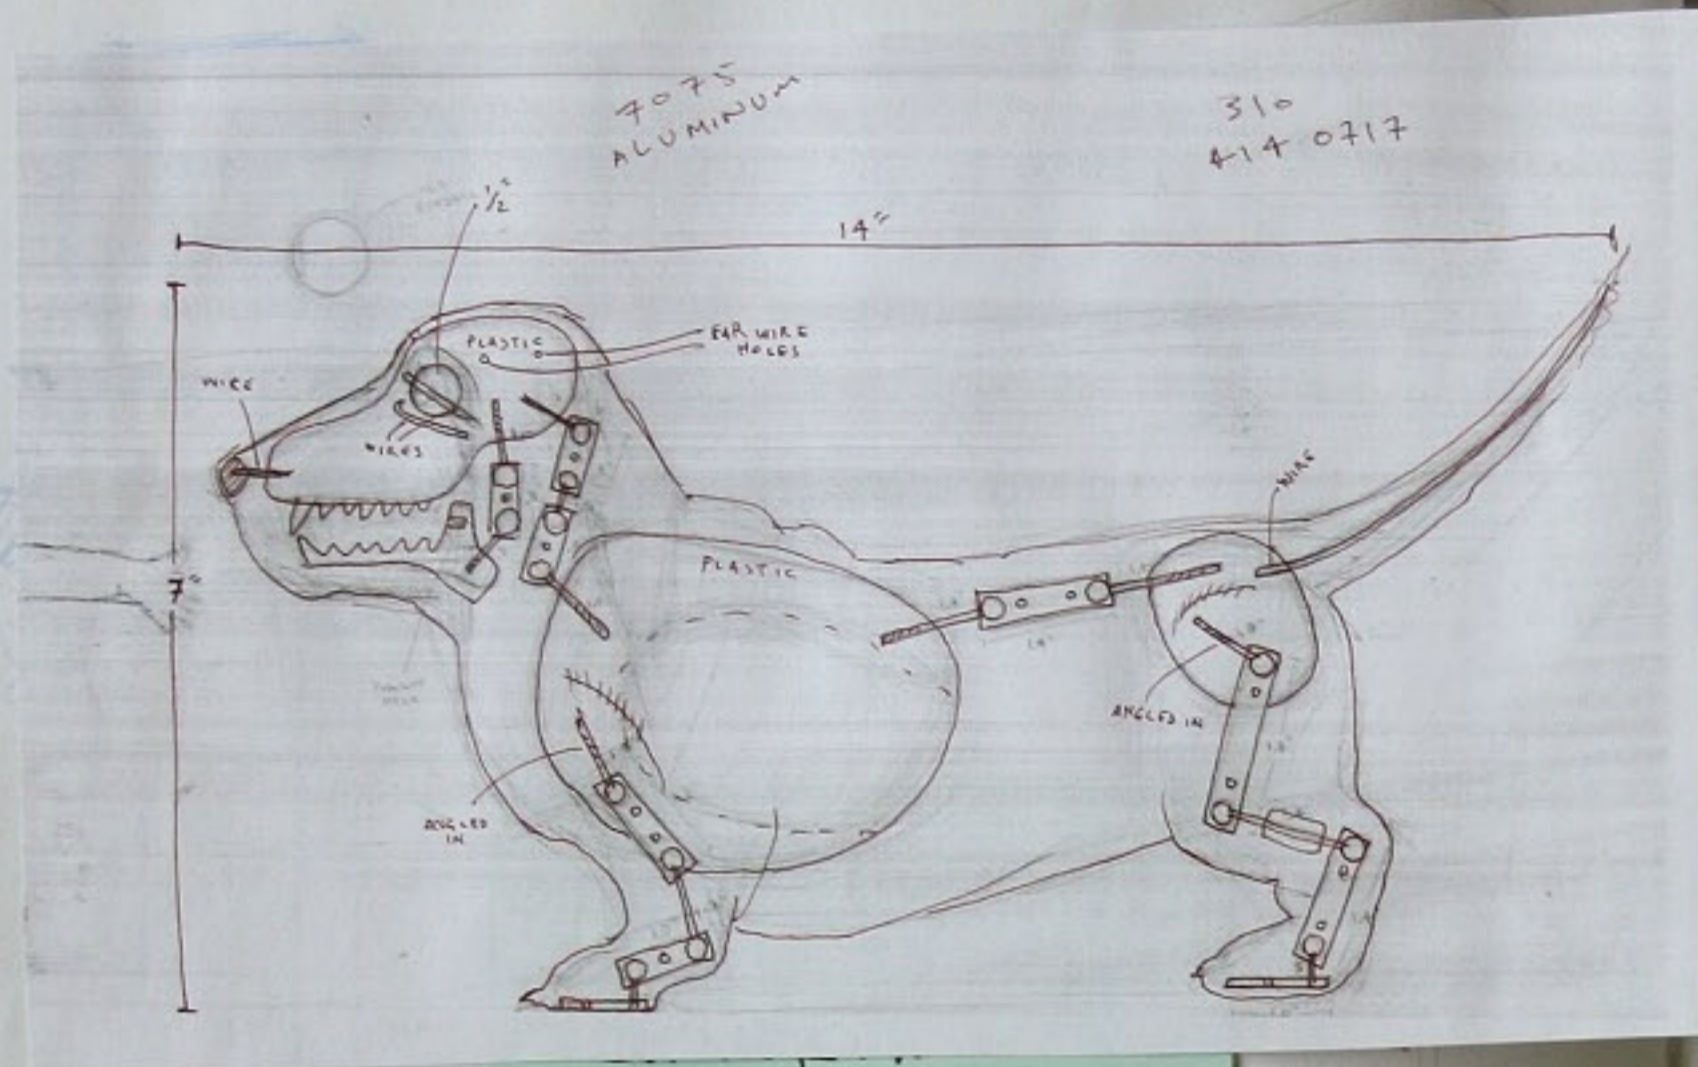 7075
ALUMINUM
310
414 0717
1/2"
14"
PLASTIC
EAR WIRE
HOLES
WIRE
WIRES
WIRE
PLASTIC
7"
ANGLED IN
ANGLED
IN